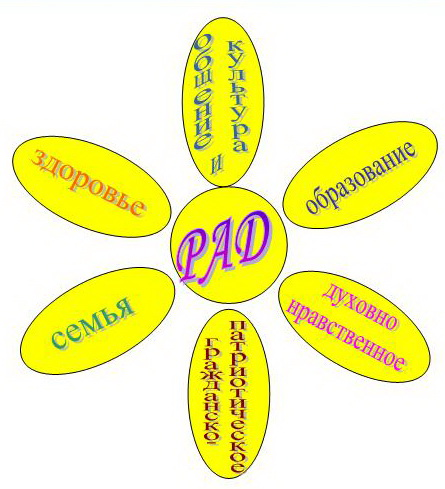 общение и
культура
образование
духовно
нравственное
гражданско-
патриотическое
семья
здоровье
РАД